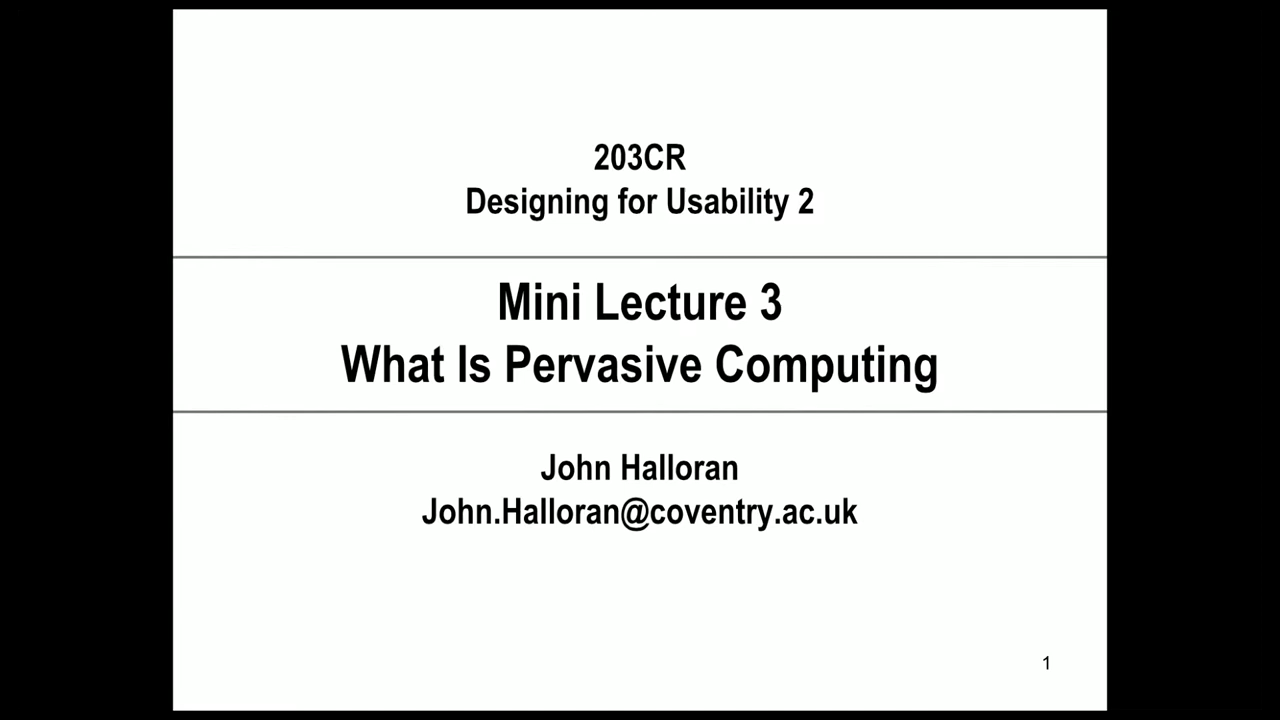 203CR
Designing for Usability 2
Mini Lecture 3
What Is Pervasive Computing
John Halloran
John.Halloran@coventry.ac.uk
1